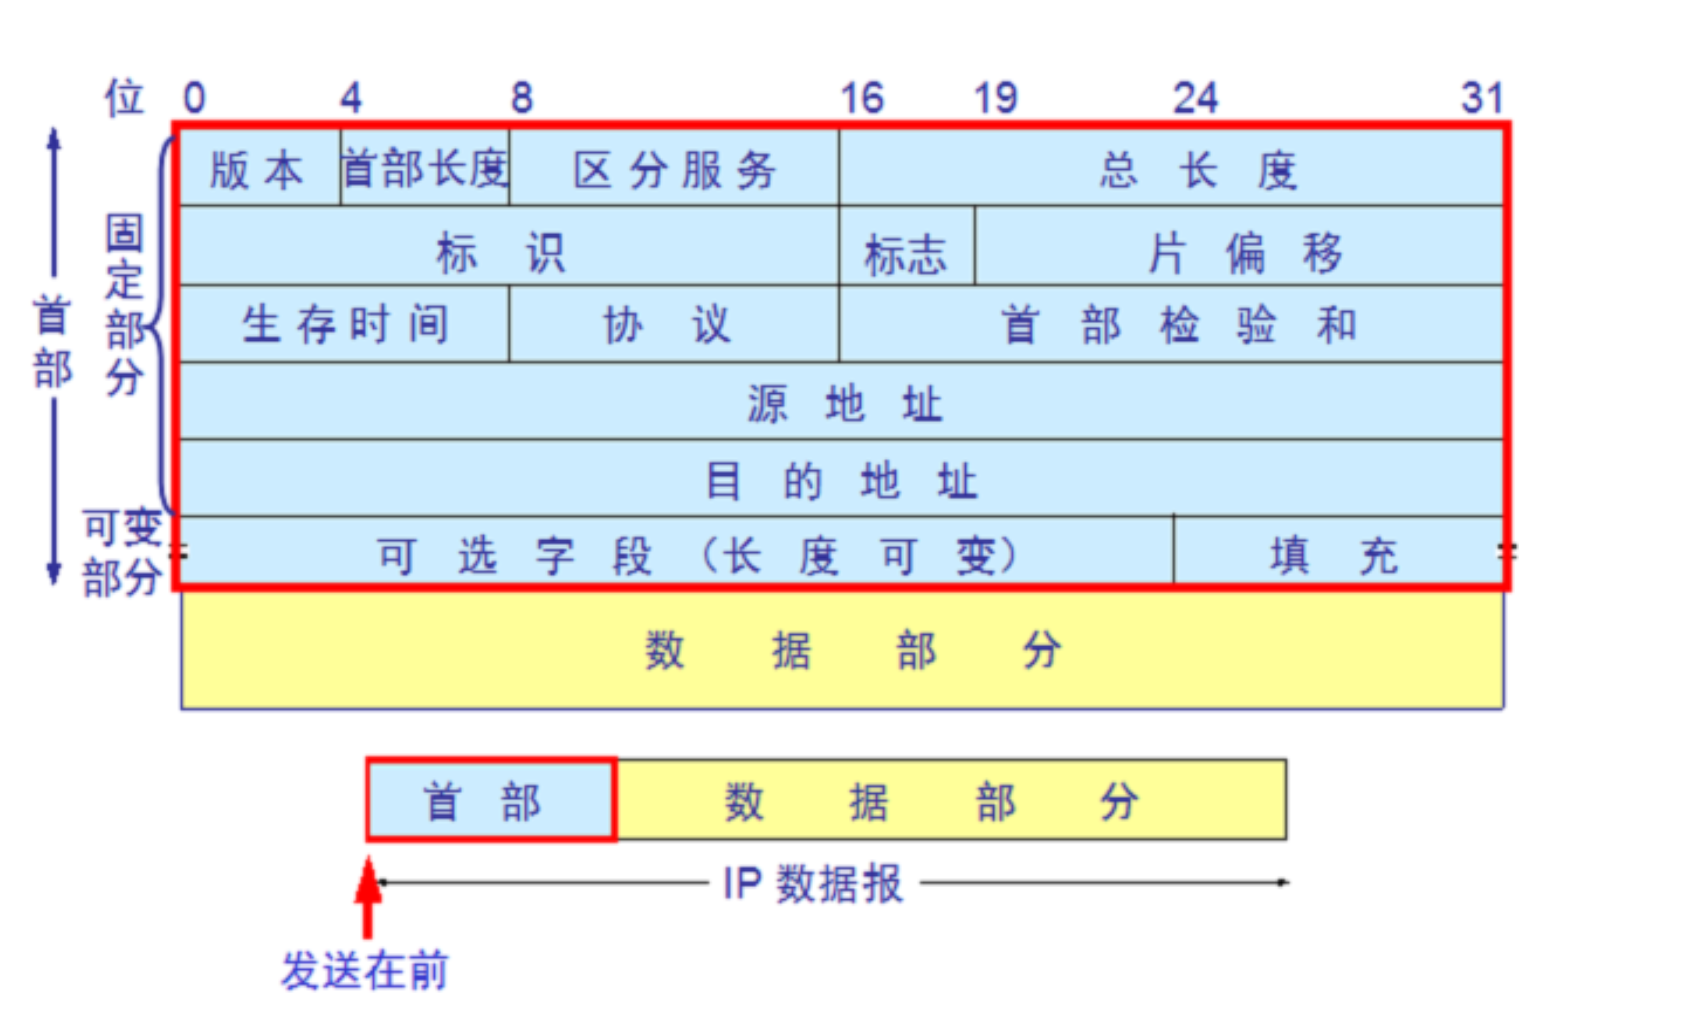 位 0 4 8 16 19 24 31
版本 首部长度 区分服务 总长度
标识 标志 片偏移
生存时间 协议 首部检验和
源地址
目的地址
可选字段（长度可变） 填充
首部
固定部分
可变
部分
数据部分
首部 数据部分
IP 数据报
发送在前